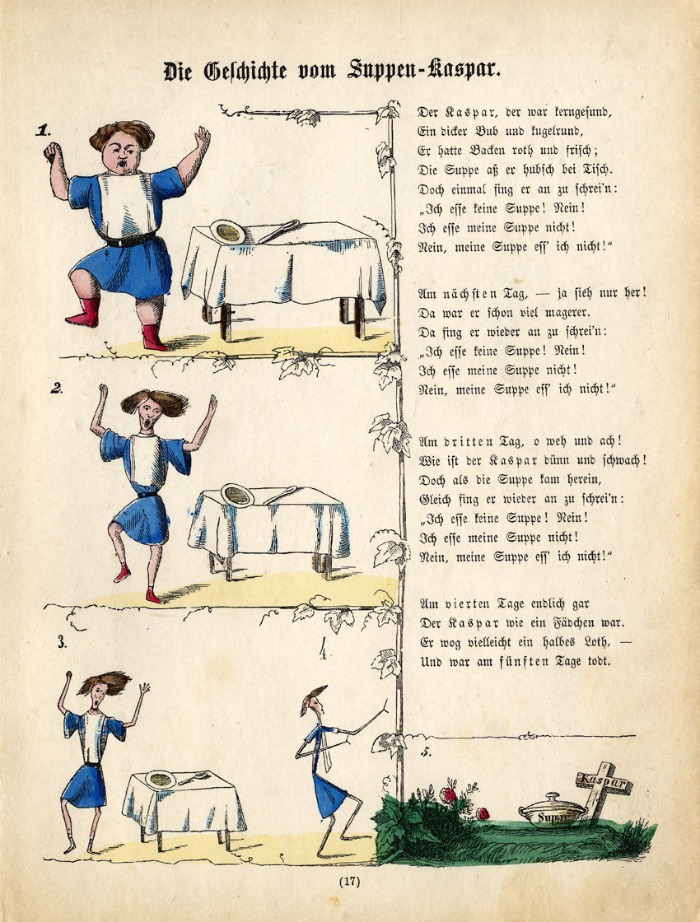 Die Geschichte vom Suppen-Kaspar.
1.
Der Kaspar, der war kerngesund,
Ein dicker Bub und kugelrund,
Er hatte Backen roth und frisch;
Die Suppe aß er hübsch bei Tisch.
Doch einmal fing er an zu schrei'n:
„Ich esse keine Suppe! Nein!
Ich esse meine Suppe nicht!
Nein, meine Suppe ess' ich nicht!“
Am nächsten Tag, — ja sieh nur her!
Da war er schon viel magerer.
Da fing er wieder an zu schrei'n:
„Ich esse keine Suppe! Nein!
Ich esse meine Suppe nicht!
Nein, meine Suppe ess' ich nicht!“
2.
Am dritten Tag, o weh und ach!
Wie ist der Kaspar dünn und schwach!
Doch als die Suppe kam herein,
Gleich fing er wieder an zu schrei'n:
„Ich esse keine Suppe! Nein!
Ich esse meine Suppe nicht!
Nein, meine Suppe ess' ich nicht!“
Am vierten Tage endlich gar
Der Kaspar wie ein Fädchen war.
Er wog vielleicht ein halbes Loth, —
Und war am fünften Tage todt.
3.
5.
Kaspar
Suppe
(17)